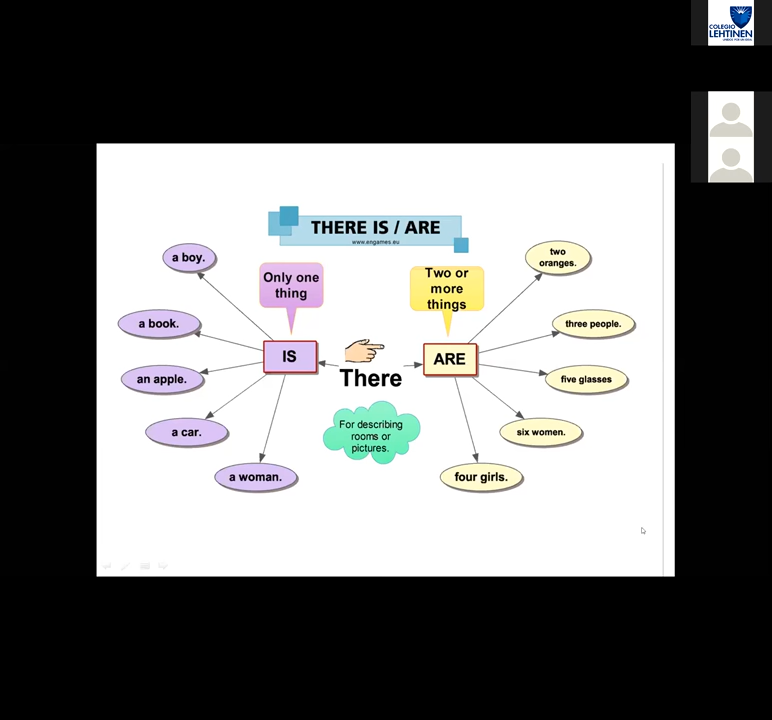 COLEGIO
LEHTINEN
THERE IS / ARE
www.engames.eu
a boy.
a book.
an apple.
a car.
a woman.
Only one
thing
IS
There
For describing
rooms or
pictures.
Two or
more
things
ARE
two
oranges.
three people.
five glasses
six women.
four girls.